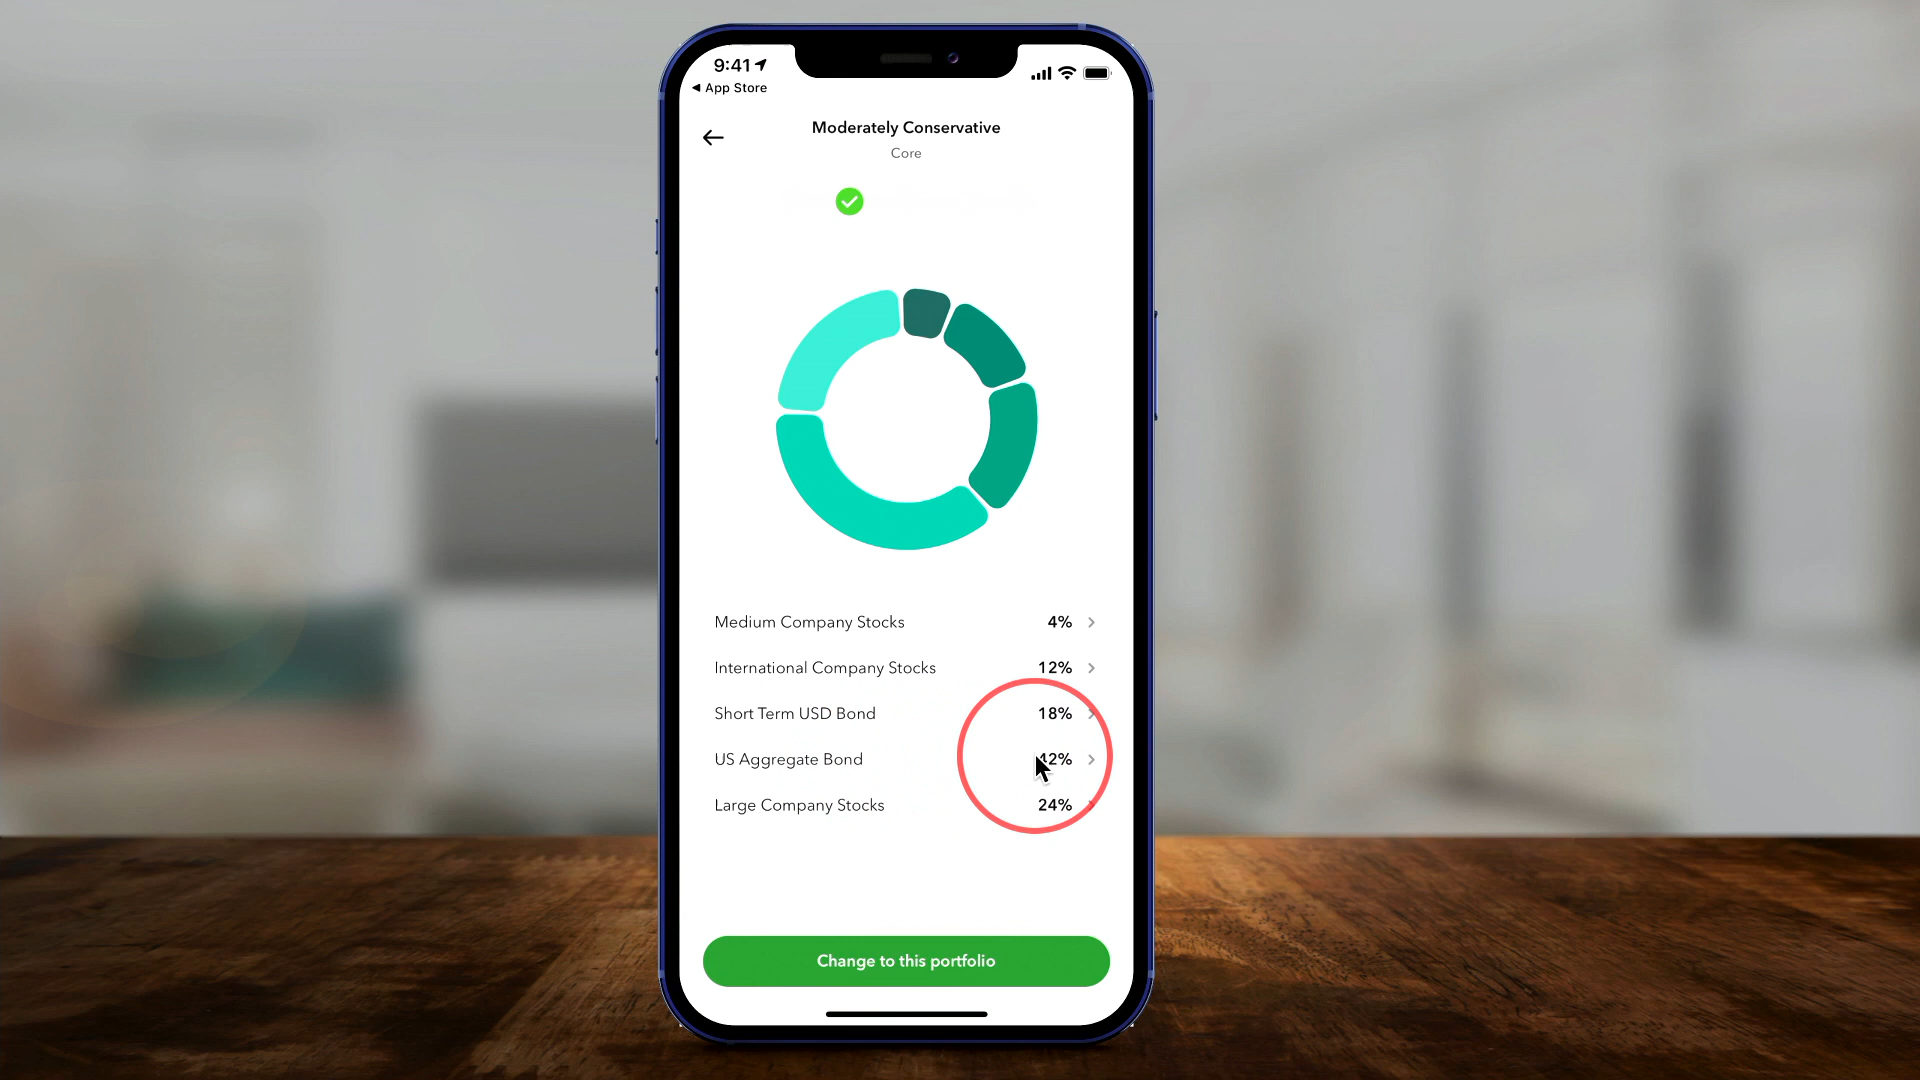 9:41
◀ App Store
Moderately Conservative
Core
Medium Company Stocks 4%
International Company Stocks 12%
Short Term USD Bond 18%
US Aggregate Bond 42%
Large Company Stocks 24%
Change to this portfolio